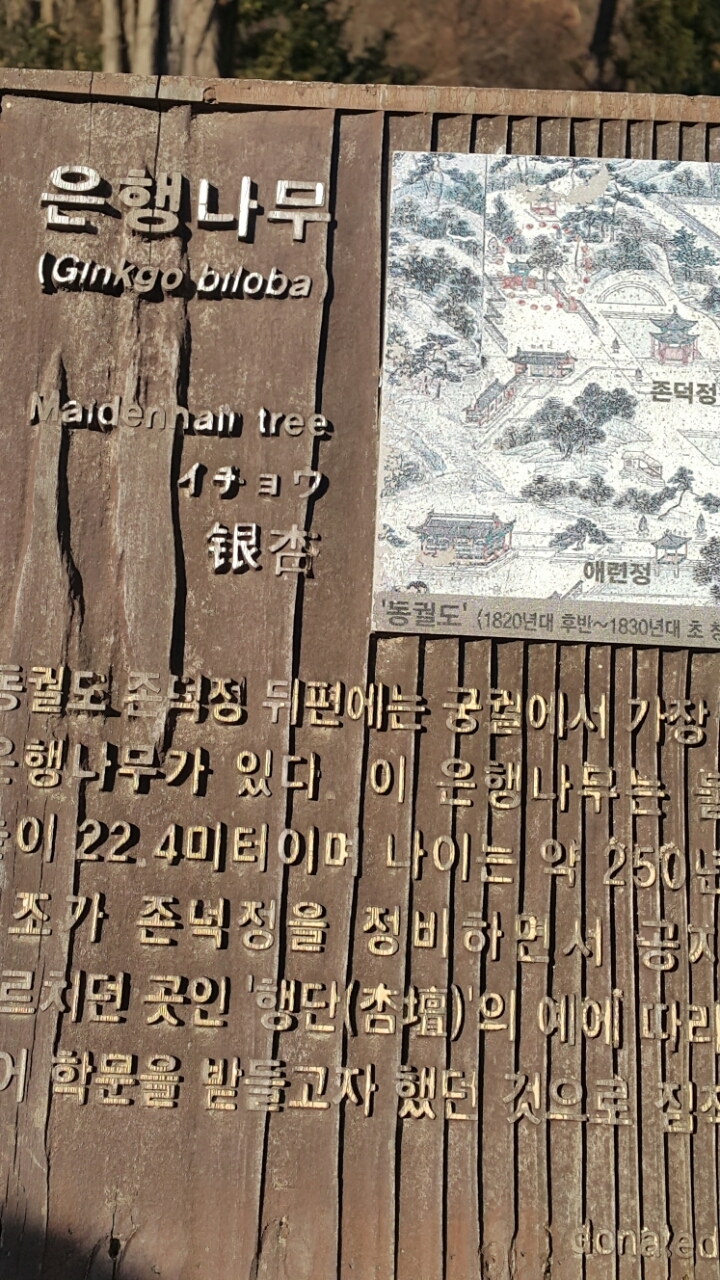 은행나무
(Ginkgo biloba)
Maidenhair tree
イチョウ
银杏
존덕정
애련정
'동궐도' (1820년대 후반~1830년대 초
동궐도 존덕정 뒤편에는 궁궐에서 가장
은행나무가 있다. 이 은행나무는
22.4미터이며 나이는 약 250년
조가 존덕정을 정비하면서
르치던 곳인 '행단(杏壇)'의 예에 따라
어 학문을 받들고자 했던 것으로
donated